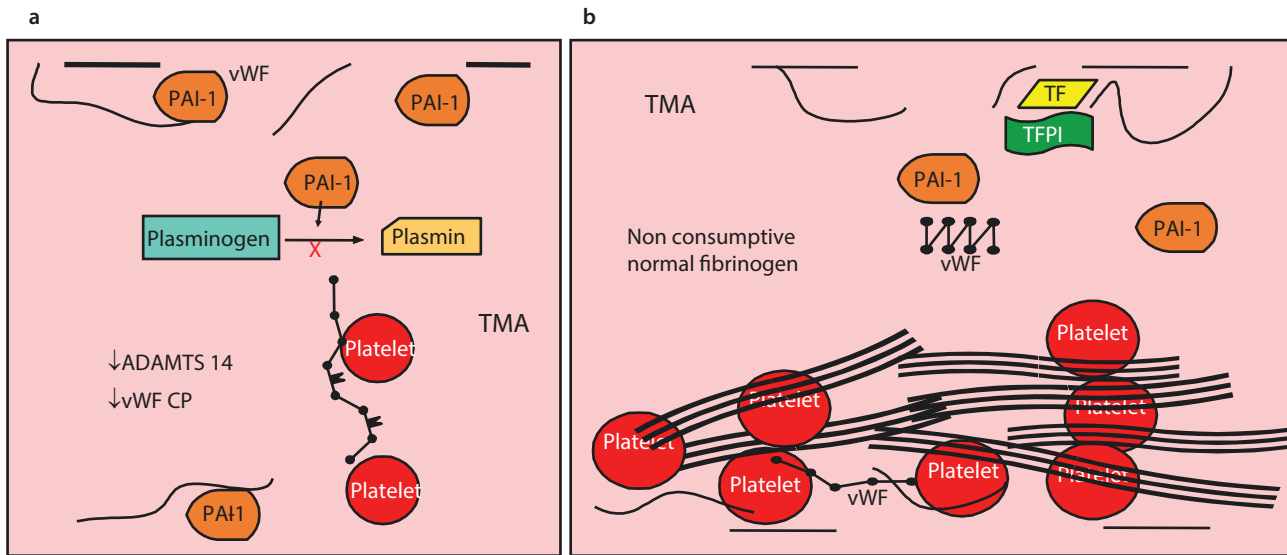 a
vWF
PAI-1
PAI-1
PAI-1
Plasminogen
X
Plasmin
TMA
Platelet
↓ADAMTS 14
↓vWF CP
Platelet
PAI-1
b
TMA
TF
TFPI
PAI-1
PAI-1
Non consumptive
normal fibrinogen
vWF
Platelet
Platelet
Platelet
Platelet
Platelet
Platelet
Platelet
vWF